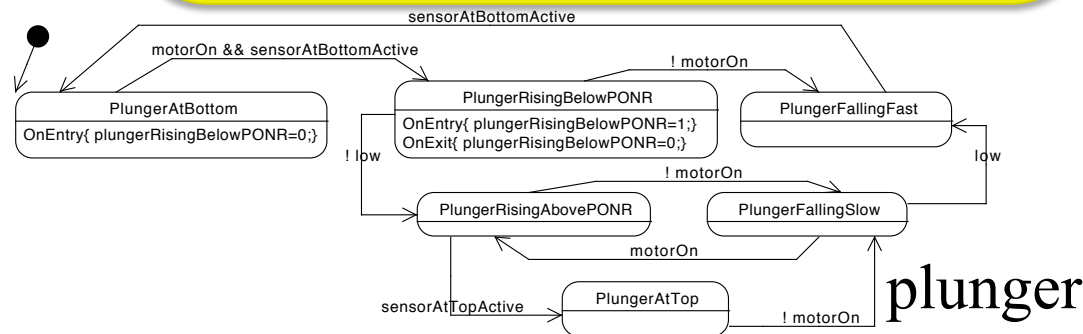 sensorAtBottomActive
motorOn && sensorAtBottomActive
! motorOn
PlungerAtBottom
OnEntry{ plungerRisingBelowPONR=0;}
PlungerRisingBelowPONR
OnEntry{ plungerRisingBelowPONR=1;}
OnExit{ plungerRisingBelowPONR=0;}
PlungerFallingFast
! low
low
! motorOn
PlungerRisingAbovePONR
PlungerFallingSlow
motorOn
sensorAtTopActive
PlungerAtTop
! motorOn
plunger